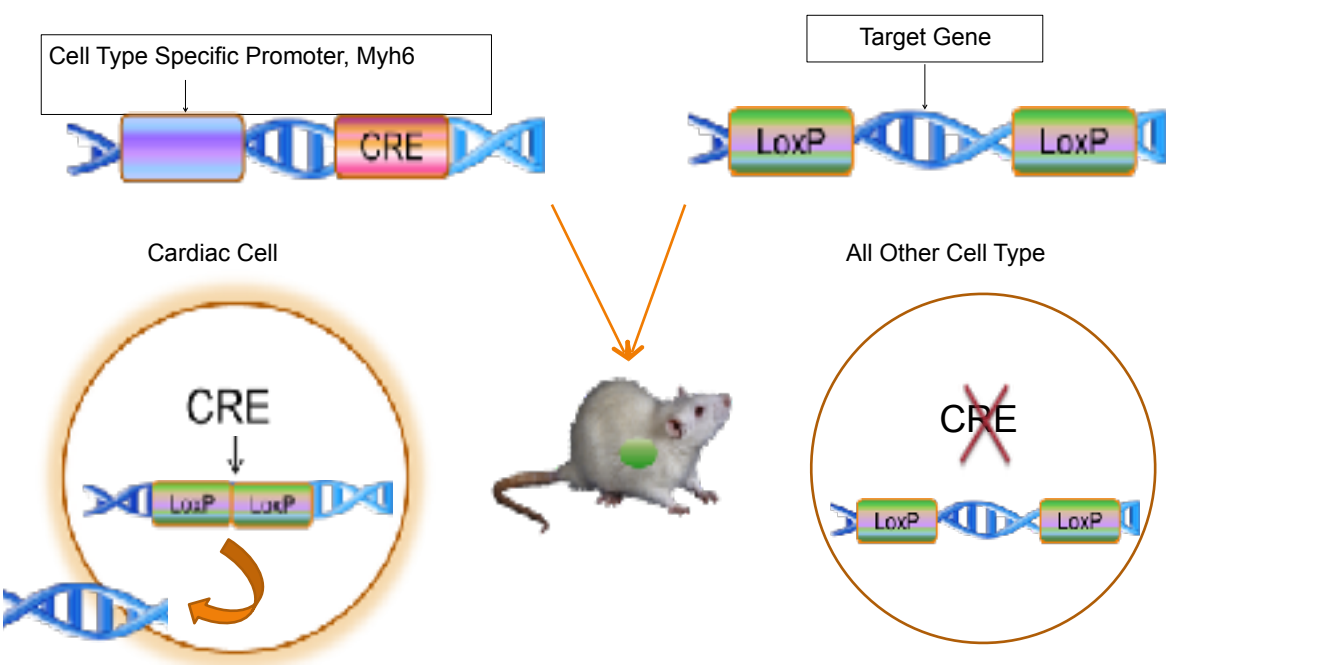 Cell Type Specific Promoter, Myh6
Target Gene
CRE
LoxP
LoxP
Cardiac Cell
All Other Cell Type
CRE
CRE
LoxP
LoxP
LoxP
LoxP